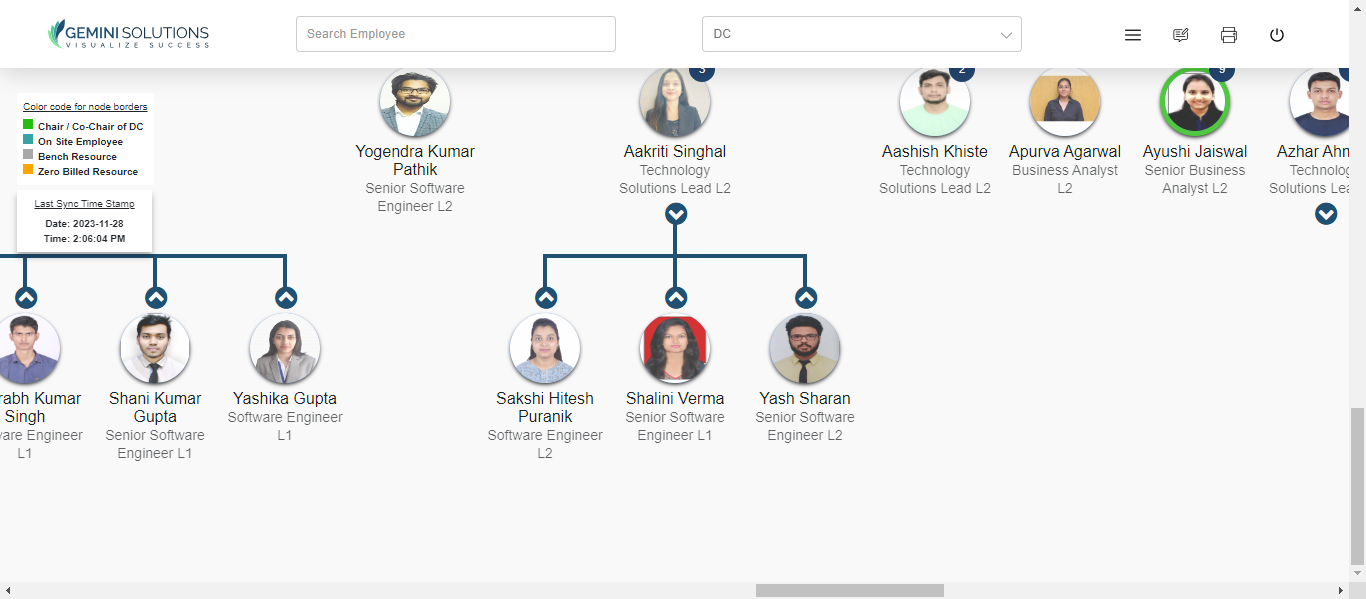 GEMINI SOLUTIONS
VISUALIZE SUCCESS
Search Employee
DC
Color code for node borders
Chair / Co-Chair of DC
On Site Employee
Bench Resource
Zero Billed Resource
Last Sync Time Stamp
Date: 2023-11-28
Time: 2:06:04 PM
Yogendra Kumar
Pathik
Senior Software
Engineer L2
3
Aakriti Singhal
Technology
Solutions Lead L2
2
Aashish Khiste
Technology
Solutions Lead L2
Apurva Agarwal
Business Analyst
L2
9
Ayushi Jaiswal
Senior Business
Analyst L2
Azhar Ahm
Technolog
Solutions Lea
rabh Kumar
Singh
vare Engineer
L1
Shani Kumar
Gupta
Senior Software
Engineer L1
Yashika Gupta
Software Engineer
L1
Sakshi Hitesh
Puranik
Software Engineer
L2
Shalini Verma
Senior Software
Engineer L1
Yash Sharan
Senior Software
Engineer L2